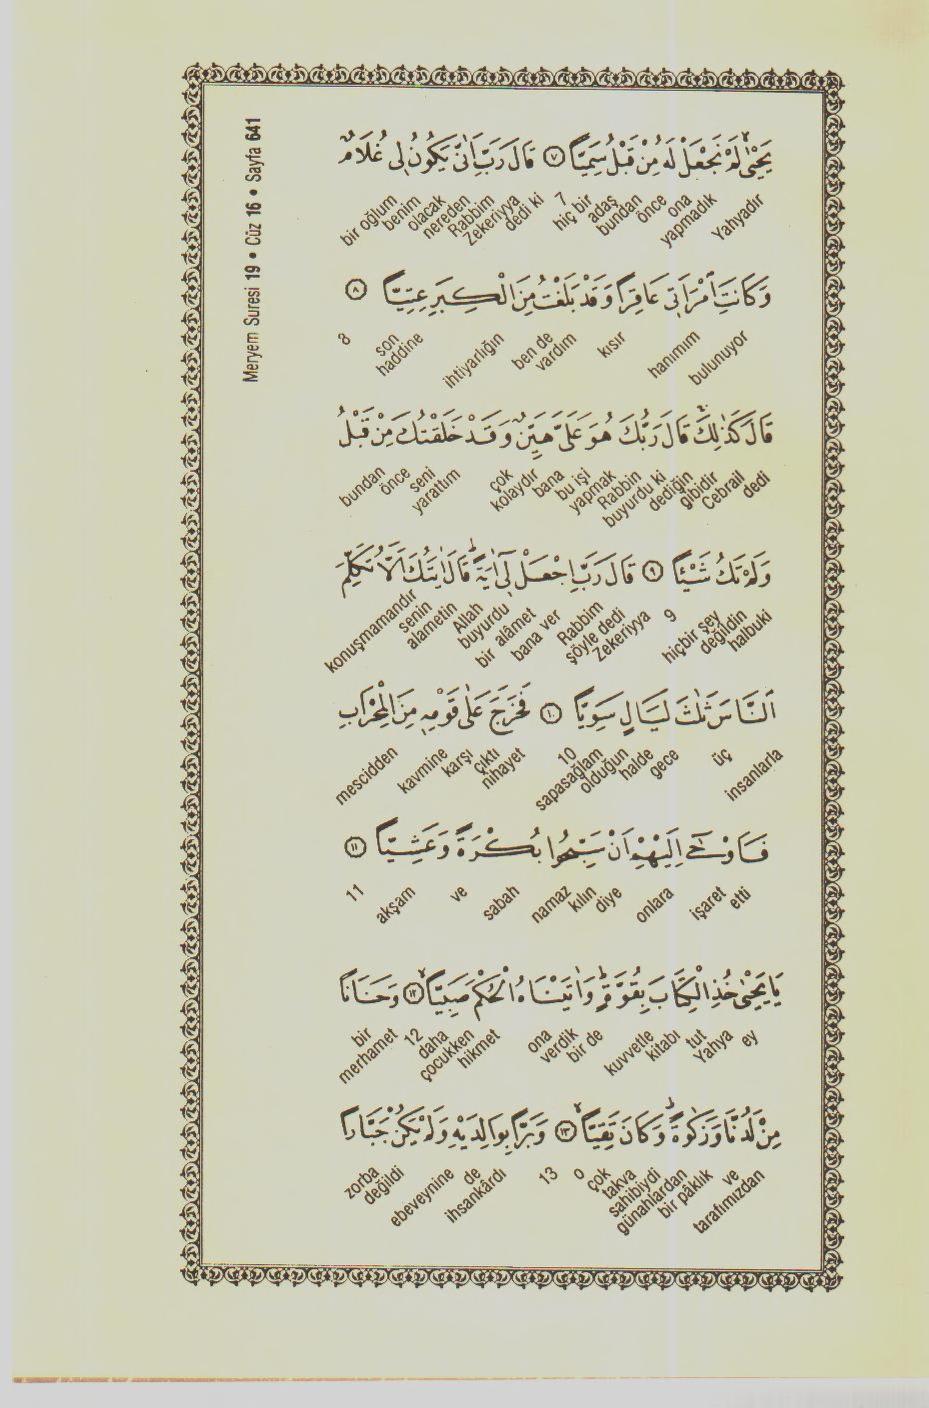 Meryem Suresi 19 • Cüz 16 • Sayfa 641
يَحْيٰىۙ لَمْ نَجْعَلْ لَهُ مِنْ قَبْلُ سَمِيًّا ﴿٧﴾ قَالَ رَبِّ اَنّٰى يَكُونُ ل۪ي غُلَامٌ
Yahyadır yapmadık ona önce bundan adaş hiç bir 7 dedi ki Zekeriyya Rabbim nereden olacak benim bir oğlum
وَكَانَتِ امْرَاَت۪ي عَاقِرًا وَقَدْ بَلَغْتُ مِنَ الْكِبَرِ عِتِيًّا ﴿٨﴾
bulunuyor hanımım kısır vardım ben de ihtiyarlığın haddine son 8
قَالَ كَذٰلِكَۚ قَالَ رَبُّكَ هُوَ عَلَيَّ هَيِّنٌ وَقَدْ خَلَقْتُكَ مِنْ قَبْلُ
dedi Cebrail gibidir dediğin buyurdu ki Rabbin yapmak bu işi bana kolaydır çok yarattım seni önce bundan
وَلَمْ تَكُ شَيْـًٔا ﴿٩﴾ قَالَ رَبِّ اجْعَلْ ل۪ٓي اٰيَةًۜ قَالَ اٰيَتُكَ اَلَّا تُكَلِّمَ
halbuki değildin hiçbir şey 9 Zekeriyya şöyle dedi Rabbim bana ver bir alâmet buyurdu Allah alametin senin konuşmamandır
النَّاسَ ثَلٰثَ لَيَالٍ سَوِيًّا ﴿١٠﴾ فَخَرَجَ عَلٰى قَوْمِه۪ مِنَ الْمِحْرَابِ
insanlarla üç gece halde olduğun sapasağlam 10 nihayet çıktı karşı kavmine mescidden
فَاَوْحٰٓى اِلَيْهِمْ اَنْ سَبِّحُوا بُكْرَةً وَعَشِيًّا ﴿١١﴾
etti işaret onlara diye kılın namaz sabah ve akşam 11
يَا يَحْيٰى خُذِ الْكِتَابَ بِقُوَّةٍۜ وَاٰتَيْنَاهُ الْحُكْمَ صَبِيًّاۙ ﴿١٢﴾ وَحَنَانًا
ey Yahya tut kitabı kuvvetle bir de verdik ona hikmet çocukken daha 12 merhamet bir
مِنْ لَدُنَّا وَزَكٰوةًۜ وَكَانَ تَقِيًّاۙ ﴿١٣﴾ وَبَرًّا بِوَالِدَيْهِ وَلَمْ يَكُنْ جَبَّارًا
tarafımızdan ve bir pâklık günahlardan sahibiydi takva çok o 13 ihsankârdı de ebeveynine değildi zorba